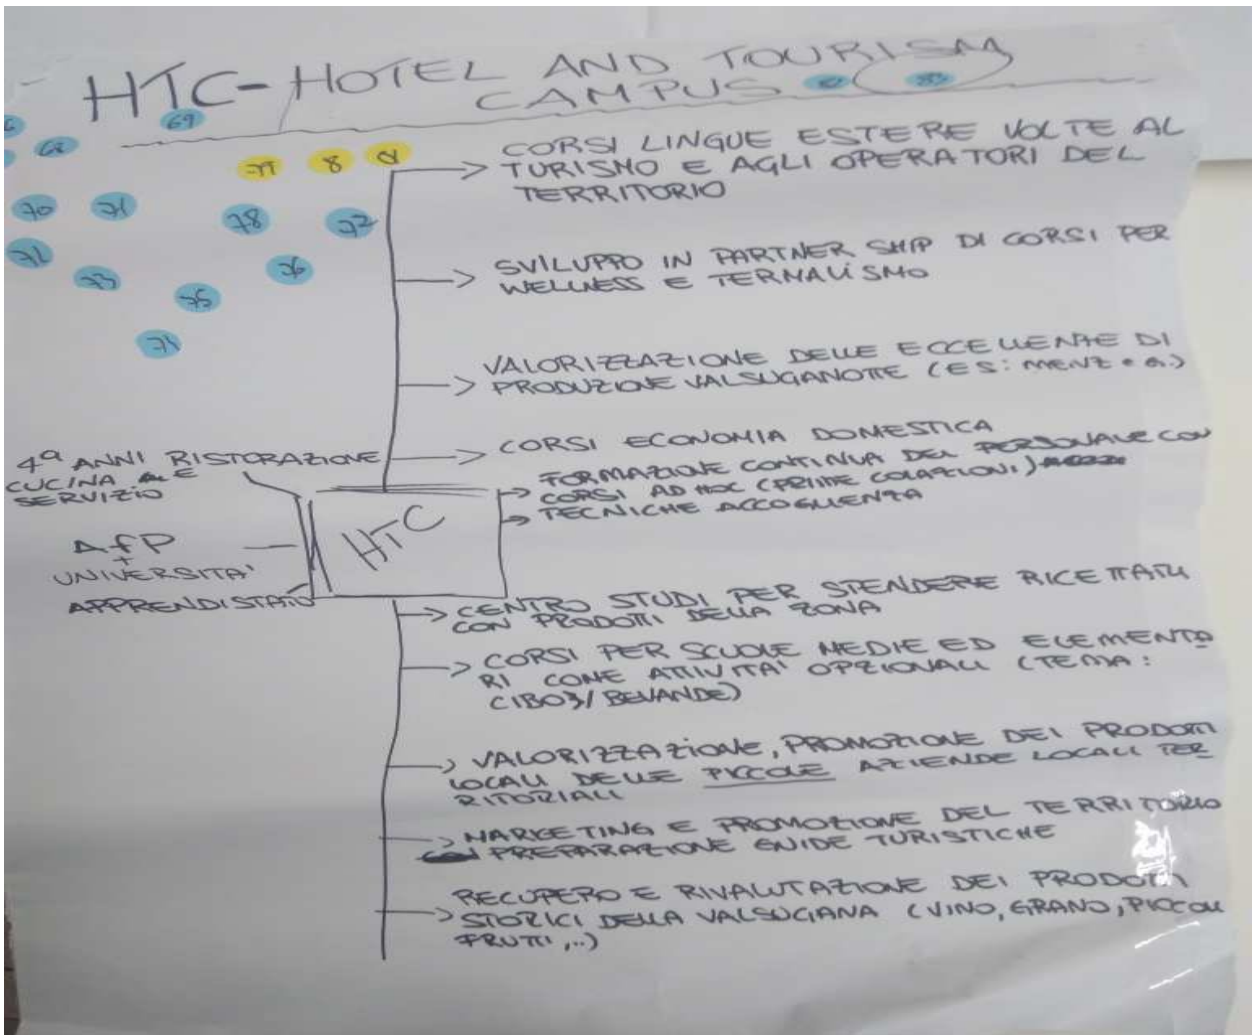 HTC - HOTEL AND TOURISM
CAMPUS
69
68
77
8
70
71
78
72
73
76
75
CORSI LINGUE ESTERE VOLTE AL
TURISMO E AGLI OPERATORI DEL
TERRITORIO
SVILUPPO IN PARTNER SHIP DI CORSI PER
WELLNESS E TERMALISMO
VALORIZZAZIONE DELLE ECCELLENZE DI
PRODUZIONE VALSUGANOTTE (ES: MENZ e G.)
CORSI ECONOMIA DOMESTICA
FORMAZIONE CONTINUA DEL PERSONALE CON
CORSI AD HOC (PRIME COLAZIONI)
TECNICHE ACCOGLIENZA
4ª ANNI RISTORAZIONE
CUCINA E
SERVIZIO
AFP
+
UNIVERSITA'
APPRENDISTATO
HTC
CENTRO STUDI PER STENDERE RICETTARI
CON PRODOTTI DELLA ZONA
CORSI PER SCUOLE MEDIE ED ELEMENTA
RI COME ATTIVITA' OPZIONALI (TEMA:
CIBO/BEVANDE)
VALORIZZAZIONE, PROMOZIONE DEI PRODOTTI
LOCALI DELLE PICCOLE AZIENDE LOCALI TER
RITORIALI
MARKETING E PROMOZIONE DEL TERRITORIO
PREPARAZIONE GUIDE TURISTICHE
RECUPERO E RIVALUTAZIONE DEI PRODOTTI
STORICI DELLA VALSUGANA (VINO, GRANO, PICCOLI
FRUTTI,..)